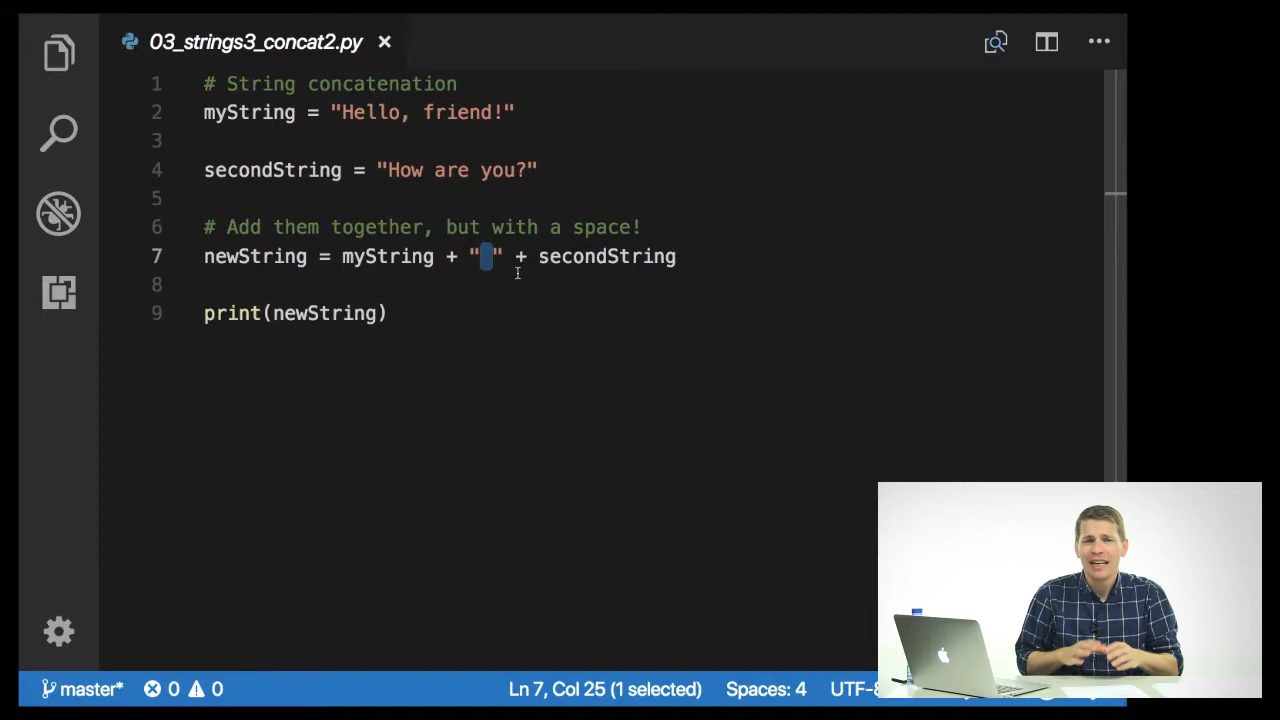 03_strings3_concat2.py
1 # String concatenation
2 myString = "Hello, friend!"
3
4 secondString = "How are you?"
5
6 # Add them together, but with a space!
7 newString = myString + " " + secondString
8
9 print(newString)
master* 0 0 Ln 7, Col 25 (1 selected) Spaces: 4 UTF-8